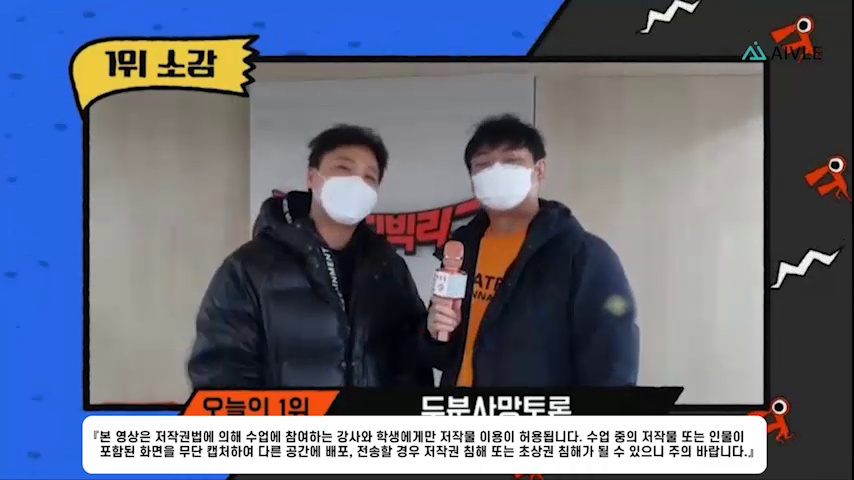 1위 소감
AIVLE
빅리
오늘의 1위
두분사망토론
『본 영상은 저작권법에 의해 수업에 참여하는 강사와 학생에게만 저작물 이용이 허용됩니다. 수업 중의 저작물 또는 인물이
포함된 화면을 무단 캡처하여 다른 공간에 배포, 전송할 경우 저작권 침해 또는 초상권 침해가 될 수 있으니 주의 바랍니다.』